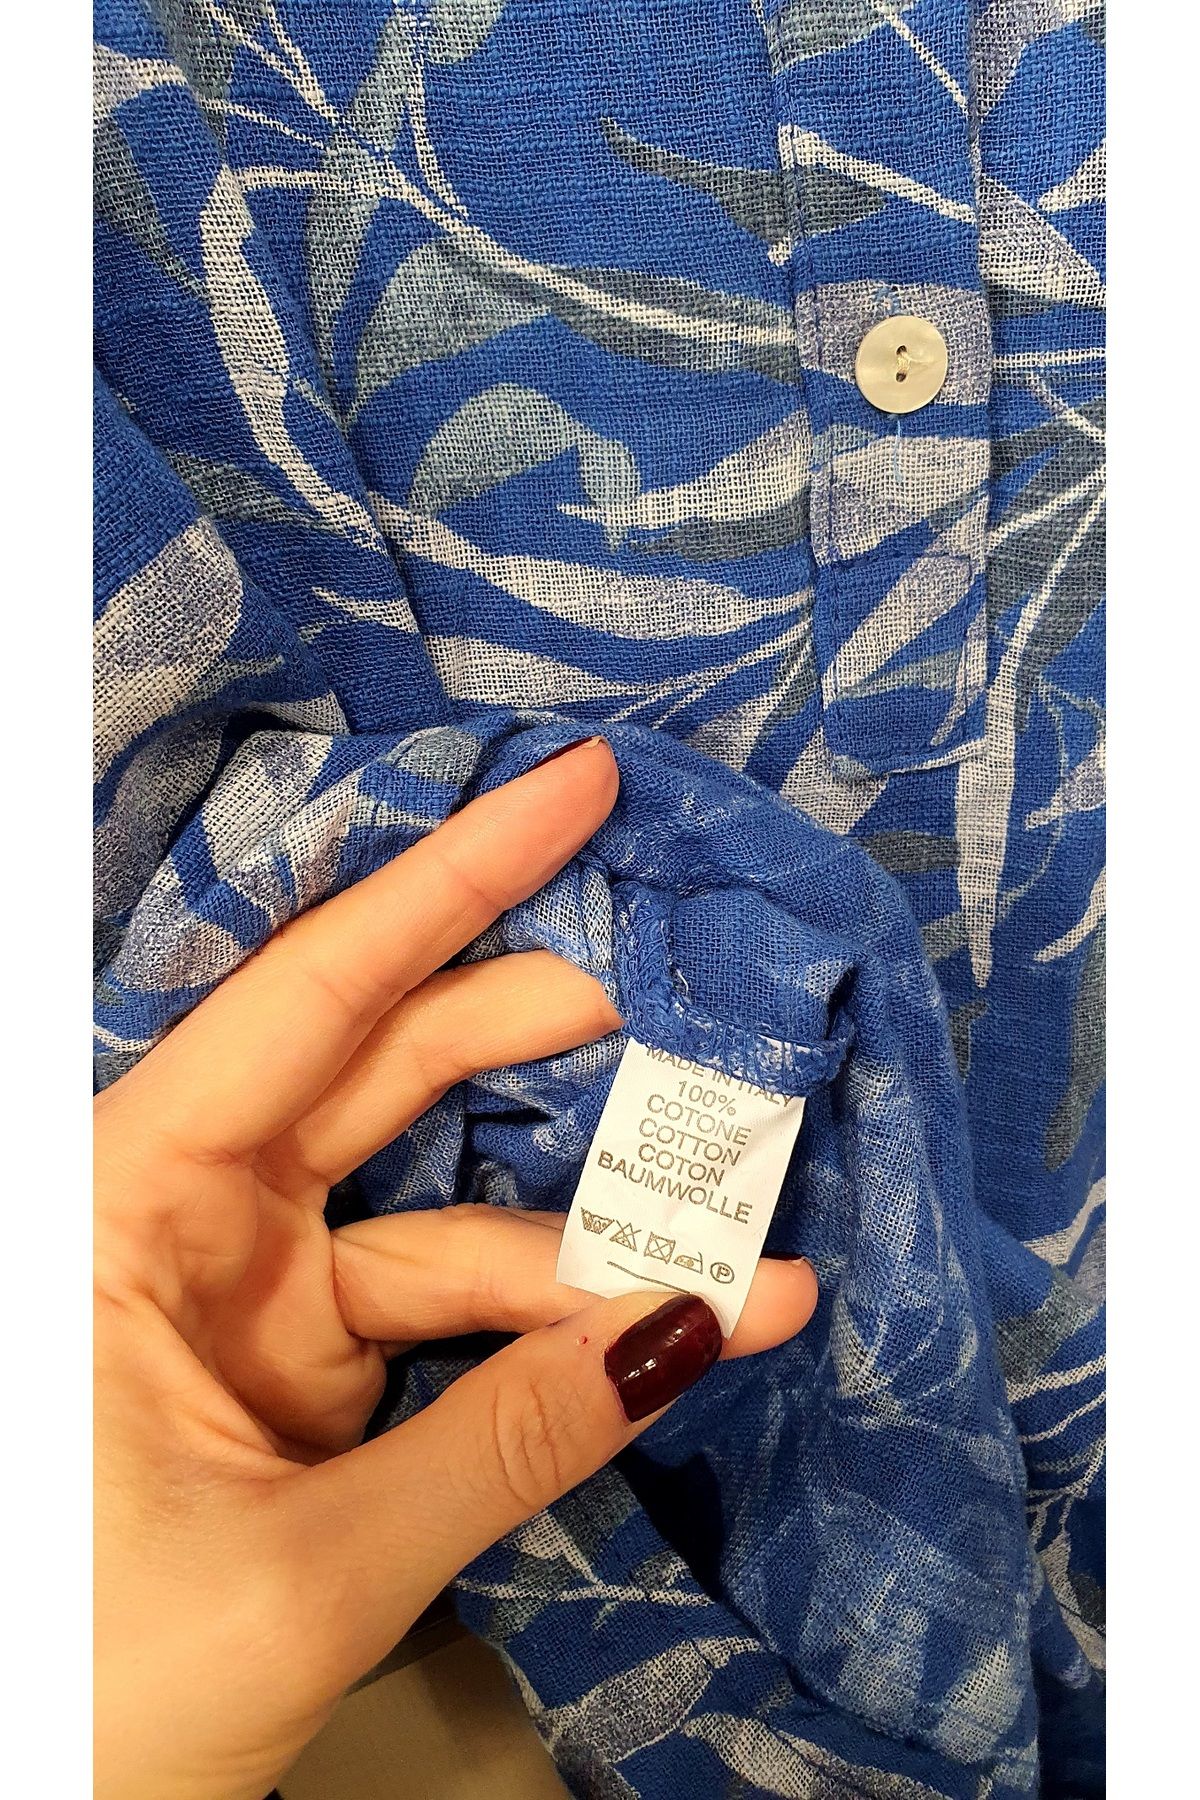 MADE IN ITALY
100%
COTONE
COTTON
COTON
BAUMWOLLE
P